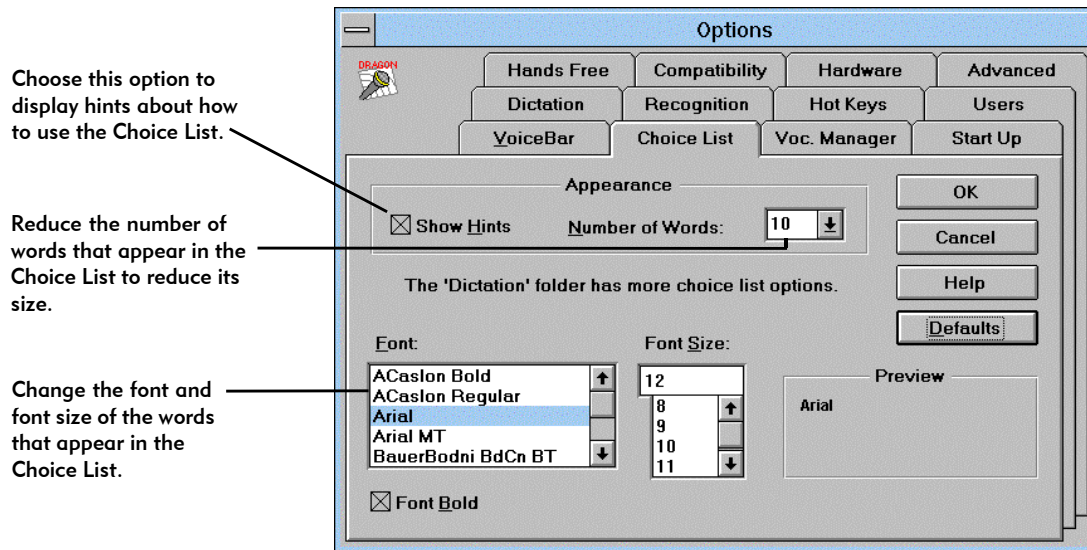 Options
DRAGON
Hands Free Compatibility Hardware Advanced
Dictation Recognition Hot Keys Users
VoiceBar Choice List Voc. Manager Start Up
Choose this option to
display hints about how
to use the Choice List.
Appearance
Show Hints Number of Words: 10
OK
Cancel
Help
Defaults
Reduce the number of
words that appear in the
Choice List to reduce its
size.
The 'Dictation' folder has more choice list options.
Change the font and
font size of the words
that appear in the
Choice List.
Font:
ACaslon Bold
ACaslon Regular
Arial
Arial MT
BauerBodni BdCn BT
Font Bold
Font Size:
12
8
9
10
11
Preview
Arial